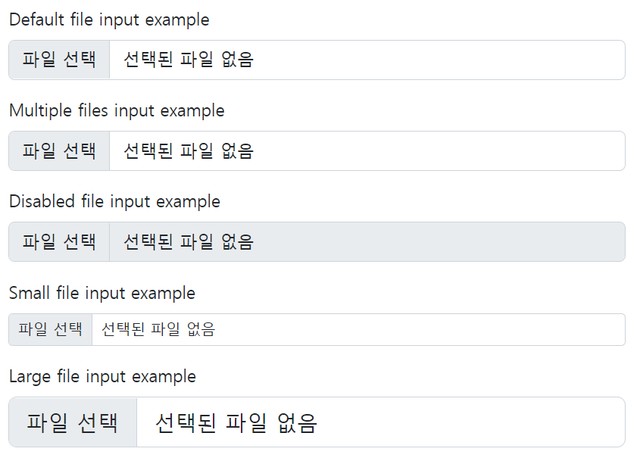 Default file input example
파일 선택 선택된 파일 없음
Multiple files input example
파일 선택 선택된 파일 없음
Disabled file input example
파일 선택 선택된 파일 없음
Small file input example
파일 선택 선택된 파일 없음
Large file input example
파일 선택 선택된 파일 없음